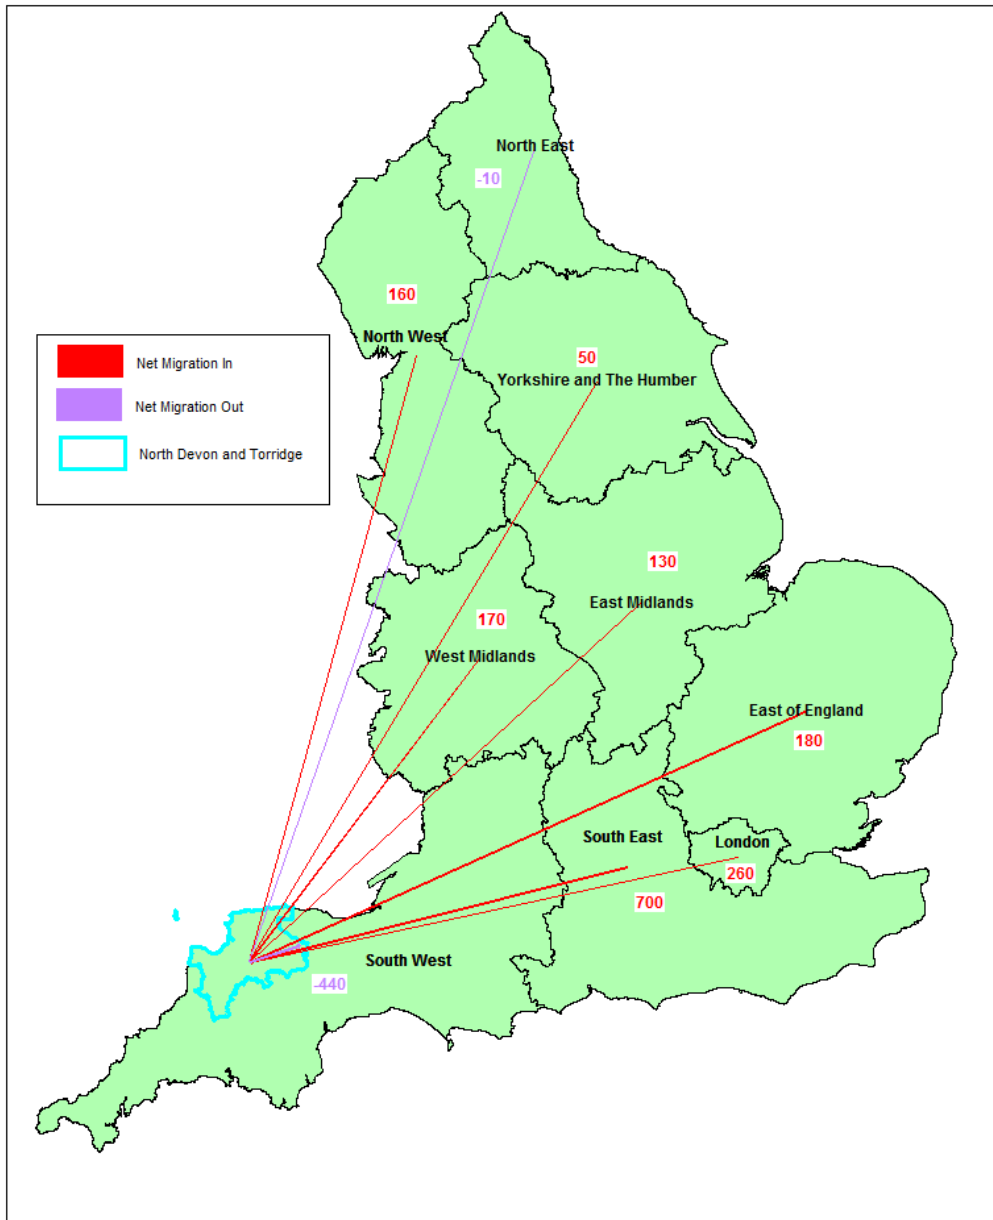 North East
-10
160
North West
50
Yorkshire and The Humber
Net Migration In
Net Migration Out
North Devon and Torridge
130
East Midlands
170
West Midlands
East of England
180
South East
London
260
700
South West
-440